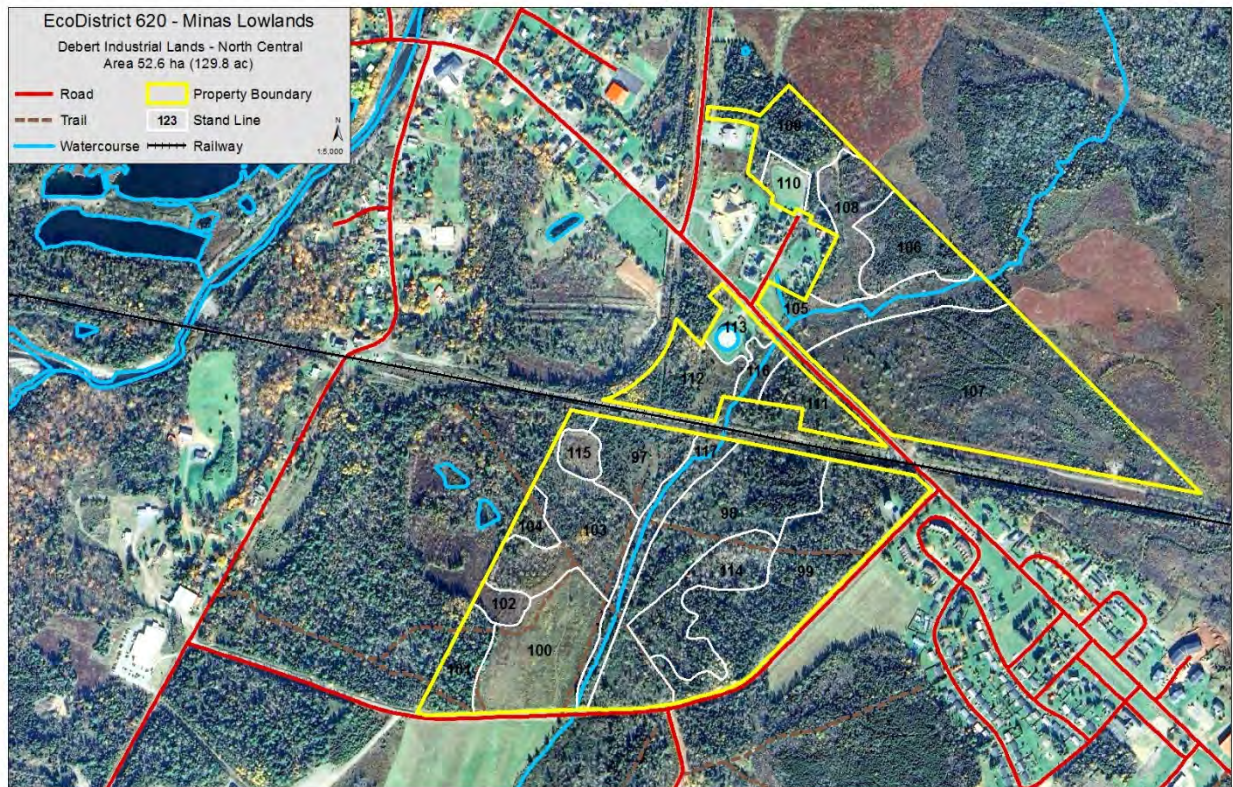 EcoDistrict 620 - Minas Lowlands
Debert Industrial Lands - North Central
Area 52.6 ha (129.8 ac)
Road
Property Boundary
Trail
123
Stand Line
N
Watercourse
Railway
1:5,000
109
110
108
106
105
113
116
112
111
107
117
115
97
104
103
98
114
99
102
100
101